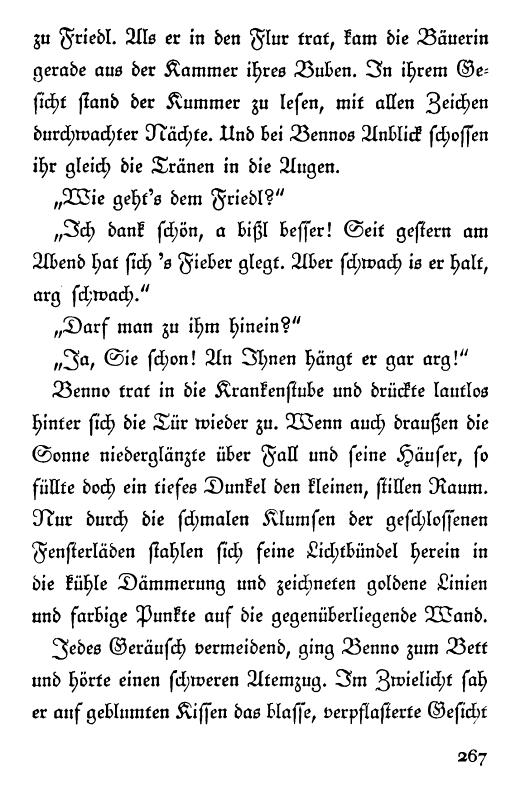 zu Friedl. Als er in den Flur trat, kam die Bäuerin
gerade aus der Kammer ihres Buben. In ihrem Ge-
sicht stand der Kummer zu lesen, mit allen Zeichen
durchwachter Nächte. Und bei Bennos Anblick schossen
ihr gleich die Tränen in die Augen.
„Wie geht's dem Friedl?“
„Ich dank schön, a bißl besser! Seit gestern am
Abend hat sich 's Fieber glegt. Aber schwach is er halt,
arg schwach.“
„Darf man zu ihm hinein?“
„Ja, Sie schon! An Ihnen hängt er gar arg!“
Benno trat in die Krankenstube und drückte lautlos
hinter sich die Tür wieder zu. Wenn auch draußen die
Sonne niederglänzte über Fall und seine Häuser, so
füllte doch ein tiefes Dunkel den kleinen, stillen Raum.
Nur durch die schmalen Klumsen der geschlossenen
Fensterläden stahlen sich feine Lichtbündel herein in
die kühle Dämmerung und zeichneten goldene Linien
und farbige Punkte auf die gegenüberliegende Wand.
Jedes Geräusch vermeidend, ging Benno zum Bett
und hörte einen schweren Atemzug. Im Zwielicht sah
er auf geblumten Kissen das blasse, verpflasterte Gesicht
267